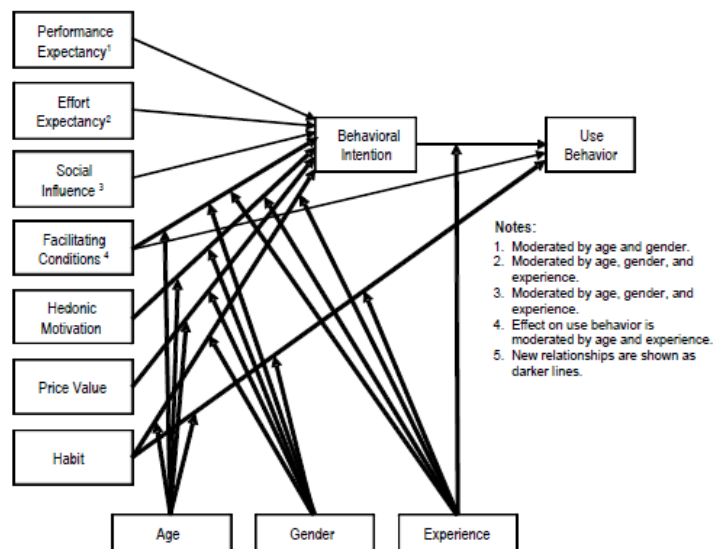 Performance
Expectancy¹
Effort
Expectancy²
Social
Influence ³
Facilitating
Conditions ⁴
Hedonic
Motivation
Price Value
Habit
Behavioral
Intention
Use
Behavior
Notes:
1. Moderated by age and gender.
2. Moderated by age, gender, and
experience.
3. Moderated by age, gender, and
experience.
4. Effect on use behavior is
moderated by age and experience.
5. New relationships are shown as
darker lines.
Age
Gender
Experience